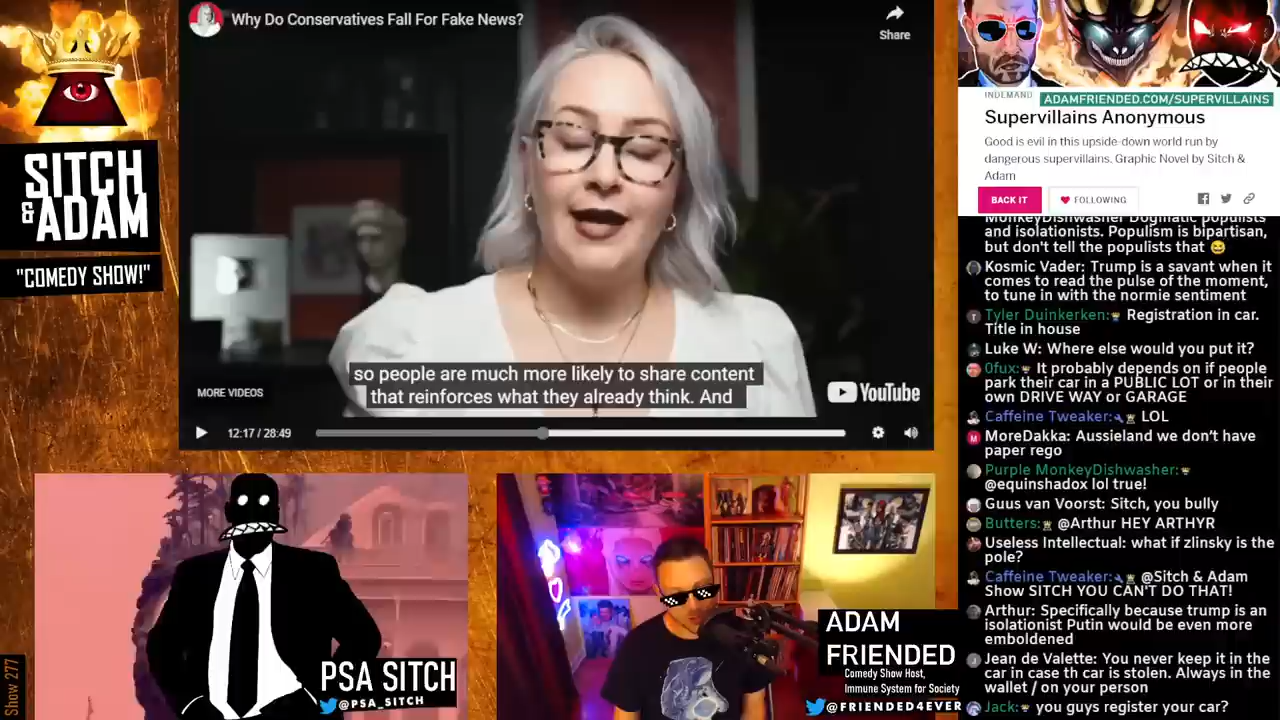 Why Do Conservatives Fall For Fake News?
Share
SITCH
& ADAM
"COMEDY SHOW!"
so people are much more likely to share content
that reinforces what they already think. And
MORE VIDEOS
YouTube
12:17 / 28:49
Show 277
PSA SITCH
@PSA_SITCH
ADAM
FRIENDED
Comedy Show Host,
Immune System for Society
@FRIENDED4EVER
INDEMAND
ADAMFRIENDED.COM/SUPERVILLAINS
Supervillains Anonymous
Good is evil in this upside-down world run by
dangerous supervillains. Graphic Novel by Sitch &
Adam
BACK IT
FOLLOWING
MonkeyDishwasher Dogmatic populists
and isolationists. Populism is bipartisan,
but don't tell the populists that 😅
Kosmic Vader: Trump is a savant when it
comes to read the pulse of the moment,
to tune in with the normie sentiment
Tyler Duinkerken: Registration in car.
Title in house
Luke W: Where else would you put it?
0fux: It probably depends on if people
park their car in a PUBLIC LOT or in their
own DRIVE WAY or GARAGE
Caffeine Tweaker: LOL
MoreDakka: Aussieland we don't have
paper rego
Purple MonkeyDishwasher:
@equinshadox lol true!
Guus van Voorst: Sitch, you bully
Butters: @Arthur HEY ARTHYR
Useless Intellectual: what if zlinsky is the
pole?
Caffeine Tweaker: @Sitch & Adam
Show SITCH YOU CAN'T DO THAT!
Arthur: Specifically because trump is an
isolationist Putin would be even more
emboldened
Jean de Valette: You never keep it in the
car in case th car is stolen. Always in the
wallet / on your person
Jack: you guys register your car?